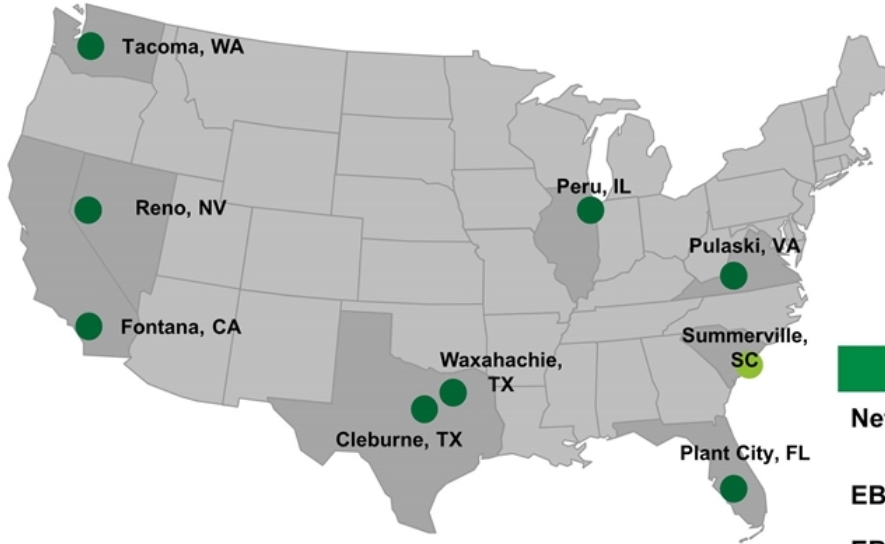 Tacoma, WA
Reno, NV
Fontana, CA
Peru, IL
Pulaski, VA
Summerville,
SC
Waxahachie,
TX
Cleburne, TX
Plant City, FL